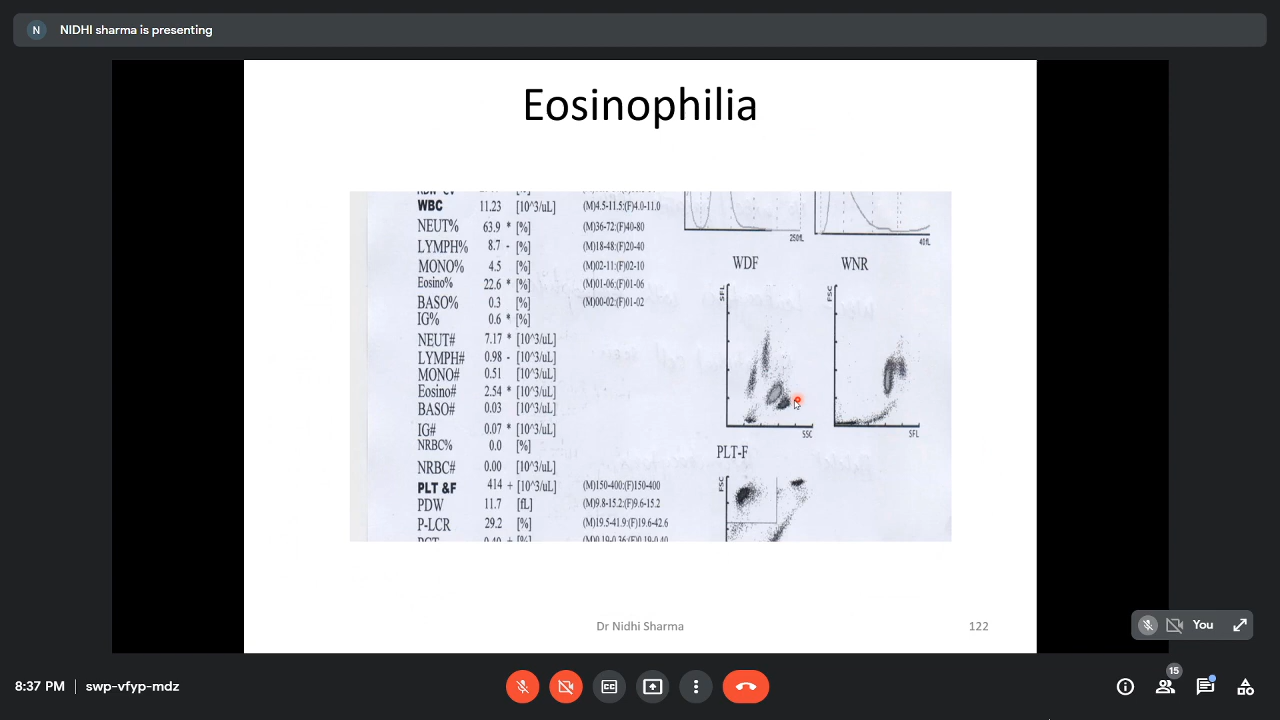 N NIDHI sharma is presenting
Eosinophilia
WBC 11.23 [10^3/uL] (M)4.5-11.5;(F)4.0-11.0
NEUT% 63.9 * [%] (M)36-72;(F)40-80
LYMPH% 8.7 - [%] (M)18-48;(F)20-40
MONO% 4.5 [%] (M)02-11;(F)02-10
Eosino% 22.6 * [%] (M)01-06;(F)01-06
BASO% 0.3 [%] (M)00-02;(F)01-02
IG% 0.6 * [%]
NEUT# 7.17 * [10^3/uL]
LYMPH# 0.98 - [10^3/uL]
MONO# 0.51 [10^3/uL]
Eosino# 2.54 * [10^3/uL]
BASO# 0.03 [10^3/uL]
IG# 0.07 * [10^3/uL]
NRBC% 0.0 [%]
NRBC# 0.00 [10^3/uL]
PLT &F 414 + [10^3/uL] (M)150-400;(F)150-400
PDW 11.7 [fL] (M)9.8-15.2;(F)9.6-15.2
P-LCR 29.2 [%] (M)19.5-41.9;(F)19.6-42.6
250fL
40fL
WDF
WNR
SFL
FSC
SSC
SFL
PLT-F
FSC
Dr Nidhi Sharma
122
You
8:37 PM | swp-vfyp-mdz
CC
15